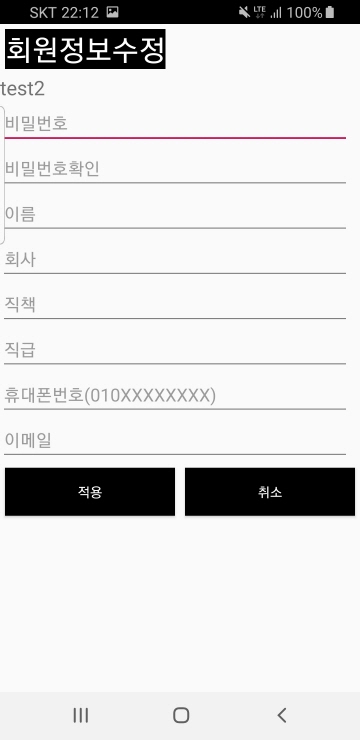 SKT 22:12 LTE 100%
회원정보수정
test2
비밀번호
비밀번호확인
이름
회사
직책
직급
휴대폰번호(010XXXXXXXX)
이메일
적용 취소